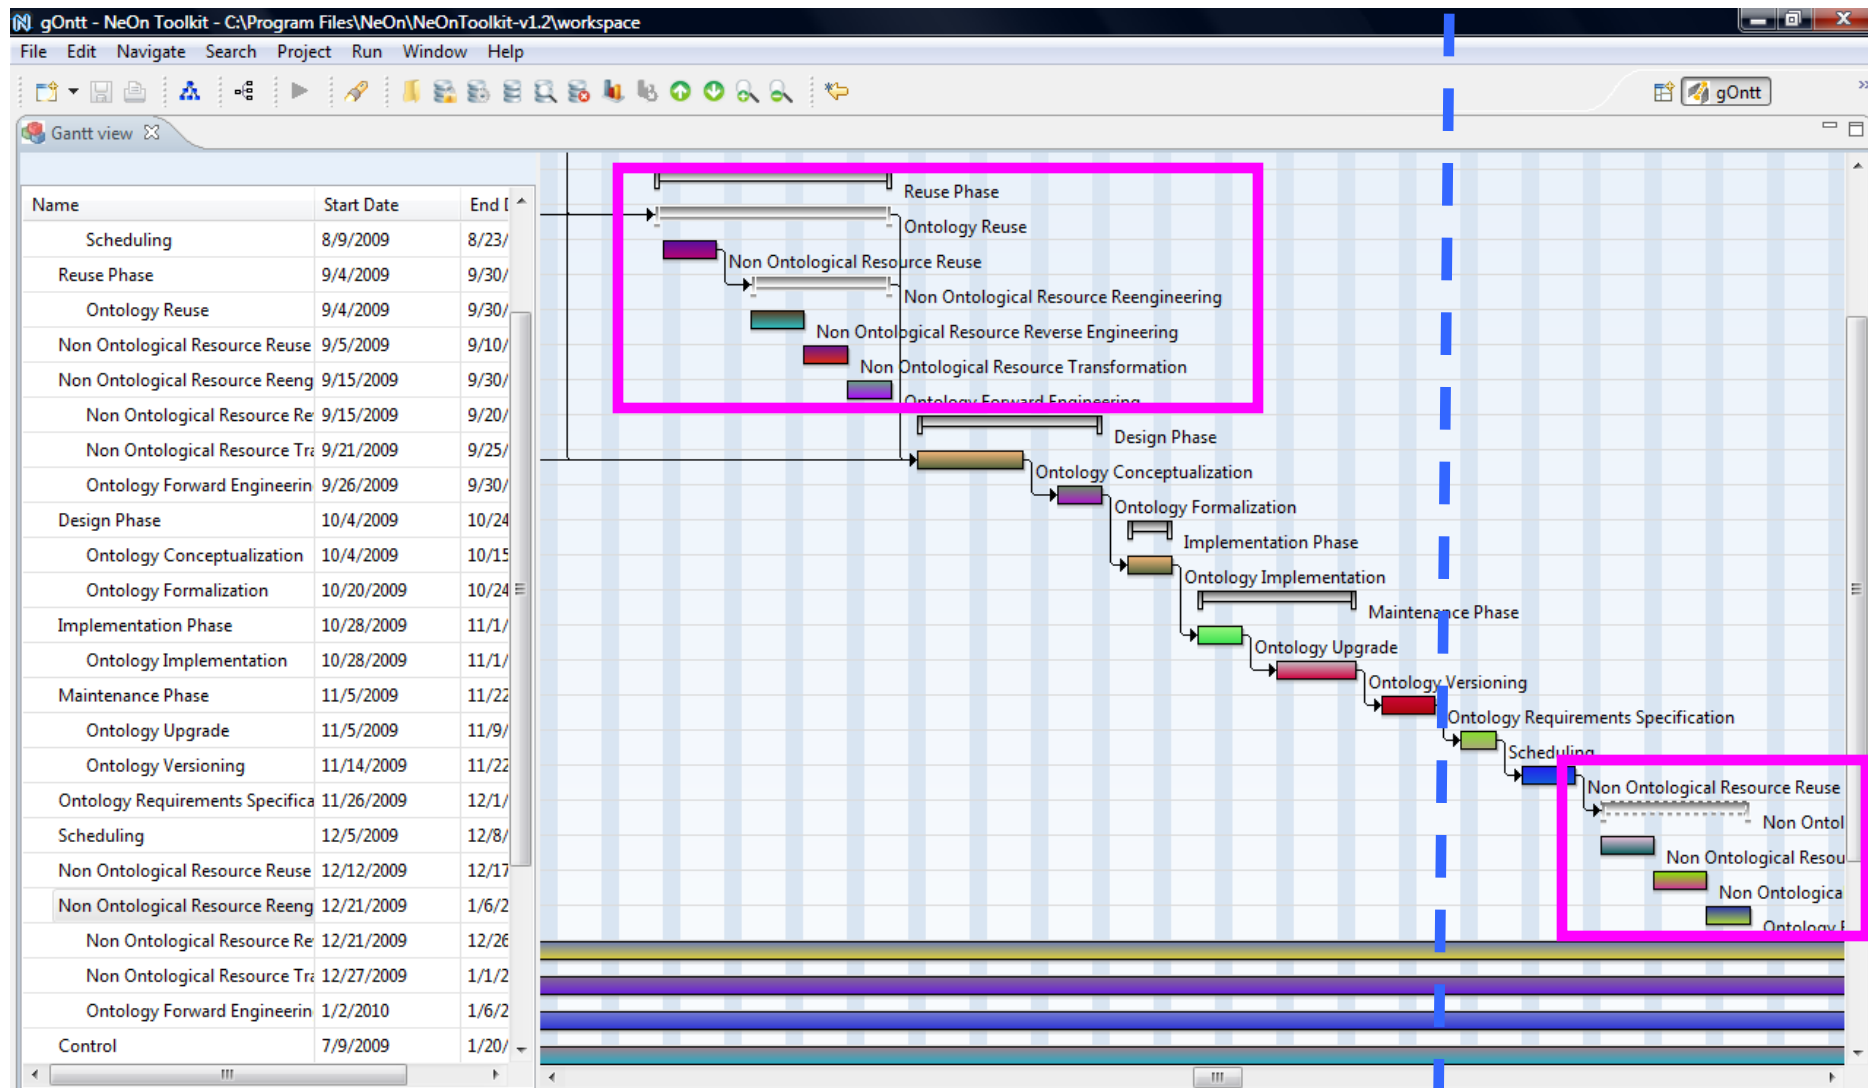 gOntt - NeOn Toolkit - C:\Program Files\NeOn\NeOnToolkit-v1.2\workspace
File Edit Navigate Search Project Run Window Help
gOntt
Gantt view
Name Start Date End D
Scheduling 8/9/2009 8/23/
Reuse Phase 9/4/2009 9/30/
Ontology Reuse 9/4/2009 9/30/
Non Ontological Resource Reuse 9/5/2009 9/10/
Non Ontological Resource Reeng 9/15/2009 9/30/
Non Ontological Resource Re 9/15/2009 9/20/
Non Ontological Resource Tra 9/21/2009 9/25/
Ontology Forward Engineerin 9/26/2009 9/30/
Design Phase 10/4/2009 10/24
Ontology Conceptualization 10/4/2009 10/15
Ontology Formalization 10/20/2009 10/24
Implementation Phase 10/28/2009 11/1/
Ontology Implementation 10/28/2009 11/1/
Maintenance Phase 11/5/2009 11/22
Ontology Upgrade 11/5/2009 11/9/
Ontology Versioning 11/14/2009 11/22
Ontology Requirements Specifica 11/26/2009 12/1/
Scheduling 12/5/2009 12/8/
Non Ontological Resource Reuse 12/12/2009 12/17
Non Ontological Resource Reeng 12/21/2009 1/6/2
Non Ontological Resource Re 12/21/2009 12/26
Non Ontological Resource Tra 12/27/2009 1/1/2
Ontology Forward Engineerin 1/2/2010 1/6/2
Control 7/9/2009 1/20/
Reuse Phase
Ontology Reuse
Non Ontological Resource Reuse
Non Ontological Resource Reengineering
Non Ontological Resource Reverse Engineering
Non Ontological Resource Transformation
Ontology Forward Engineering
Design Phase
Ontology Conceptualization
Ontology Formalization
Implementation Phase
Ontology Implementation
Maintenance Phase
Ontology Upgrade
Ontology Versioning
Ontology Requirements Specification
Scheduling
Non Ontological Resource Reuse
Non Ontol
Non Ontological Resou
Non Ontologica
Ontology F